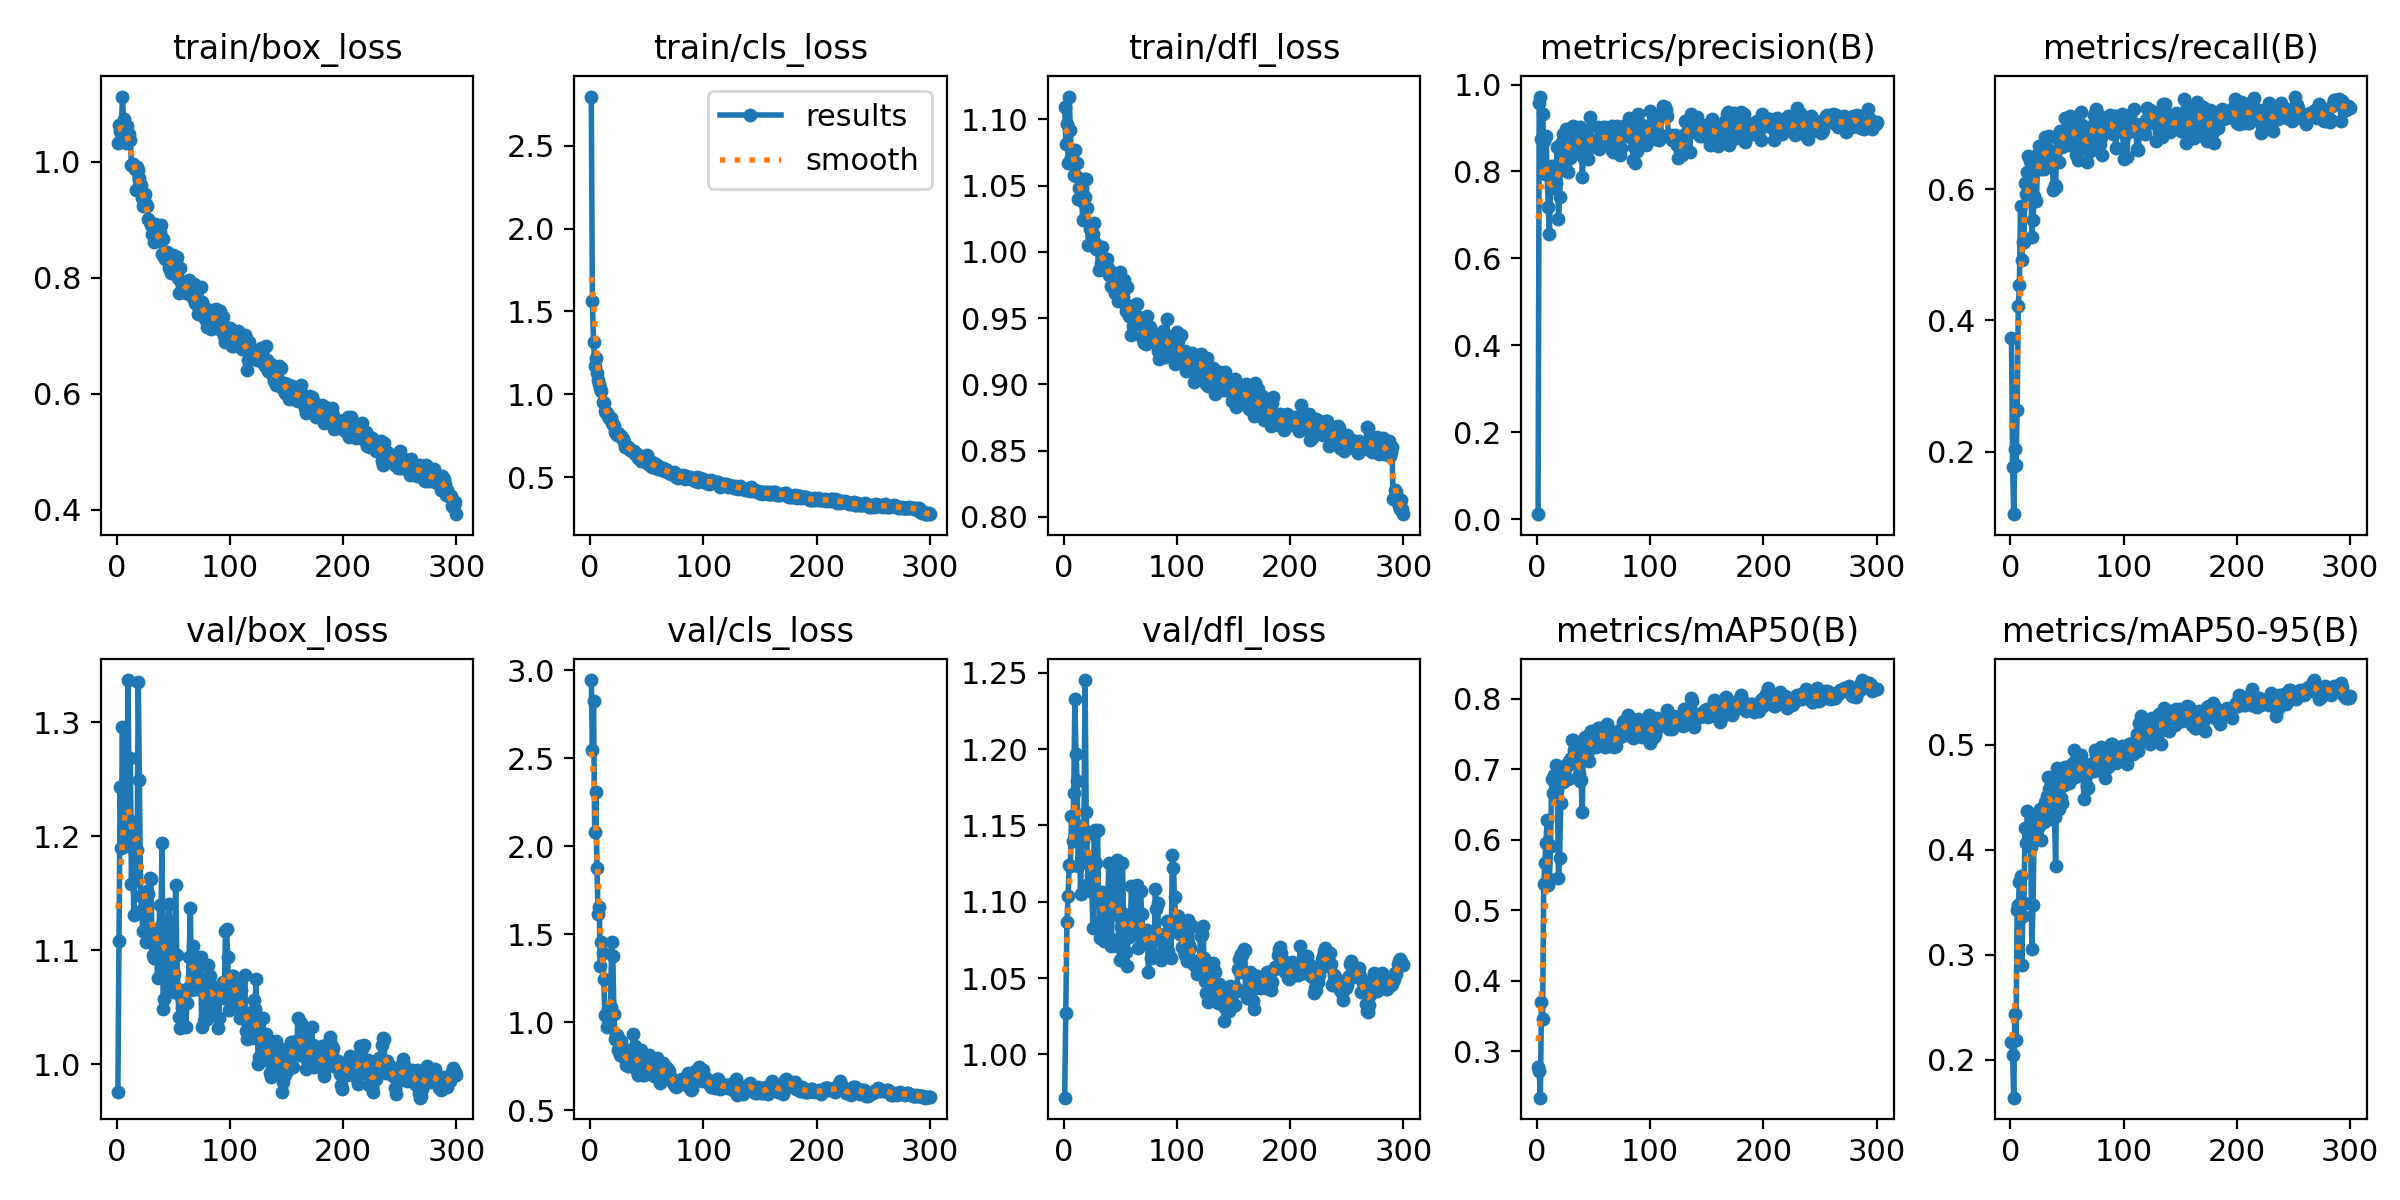 train/box_loss
1.0
0.8
0.6
0.4
0 100 200 300
train/cls_loss
results
smooth
2.5
2.0
1.5
1.0
0.5
0 100 200 300
train/dfl_loss
1.10
1.05
1.00
0.95
0.90
0.85
0.80
0 100 200 300
metrics/precision(B)
1.0
0.8
0.6
0.4
0.2
0.0
0 100 200 300
metrics/recall(B)
0.6
0.4
0.2
0 100 200 300
val/box_loss
1.3
1.2
1.1
1.0
0 100 200 300
val/cls_loss
3.0
2.5
2.0
1.5
1.0
0.5
0 100 200 300
val/dfl_loss
1.25
1.20
1.15
1.10
1.05
1.00
0 100 200 300
metrics/mAP50(B)
0.8
0.7
0.6
0.5
0.4
0.3
0 100 200 300
metrics/mAP50-95(B)
0.5
0.4
0.3
0.2
0 100 200 300